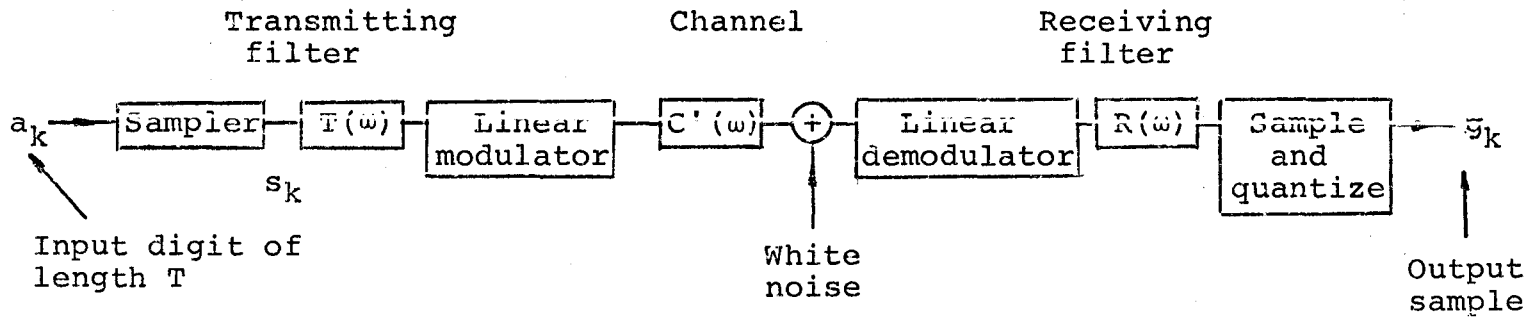 Transmitting
filter
Channel
Receiving
filter
a_k
Sampler
T(ω)
Linear
modulator
C'(ω)
+
Linear
demodulator
R(ω)
Sample
and
quantize
ȳ_k
s_k
Input digit of
length T
White
noise
Output
sample